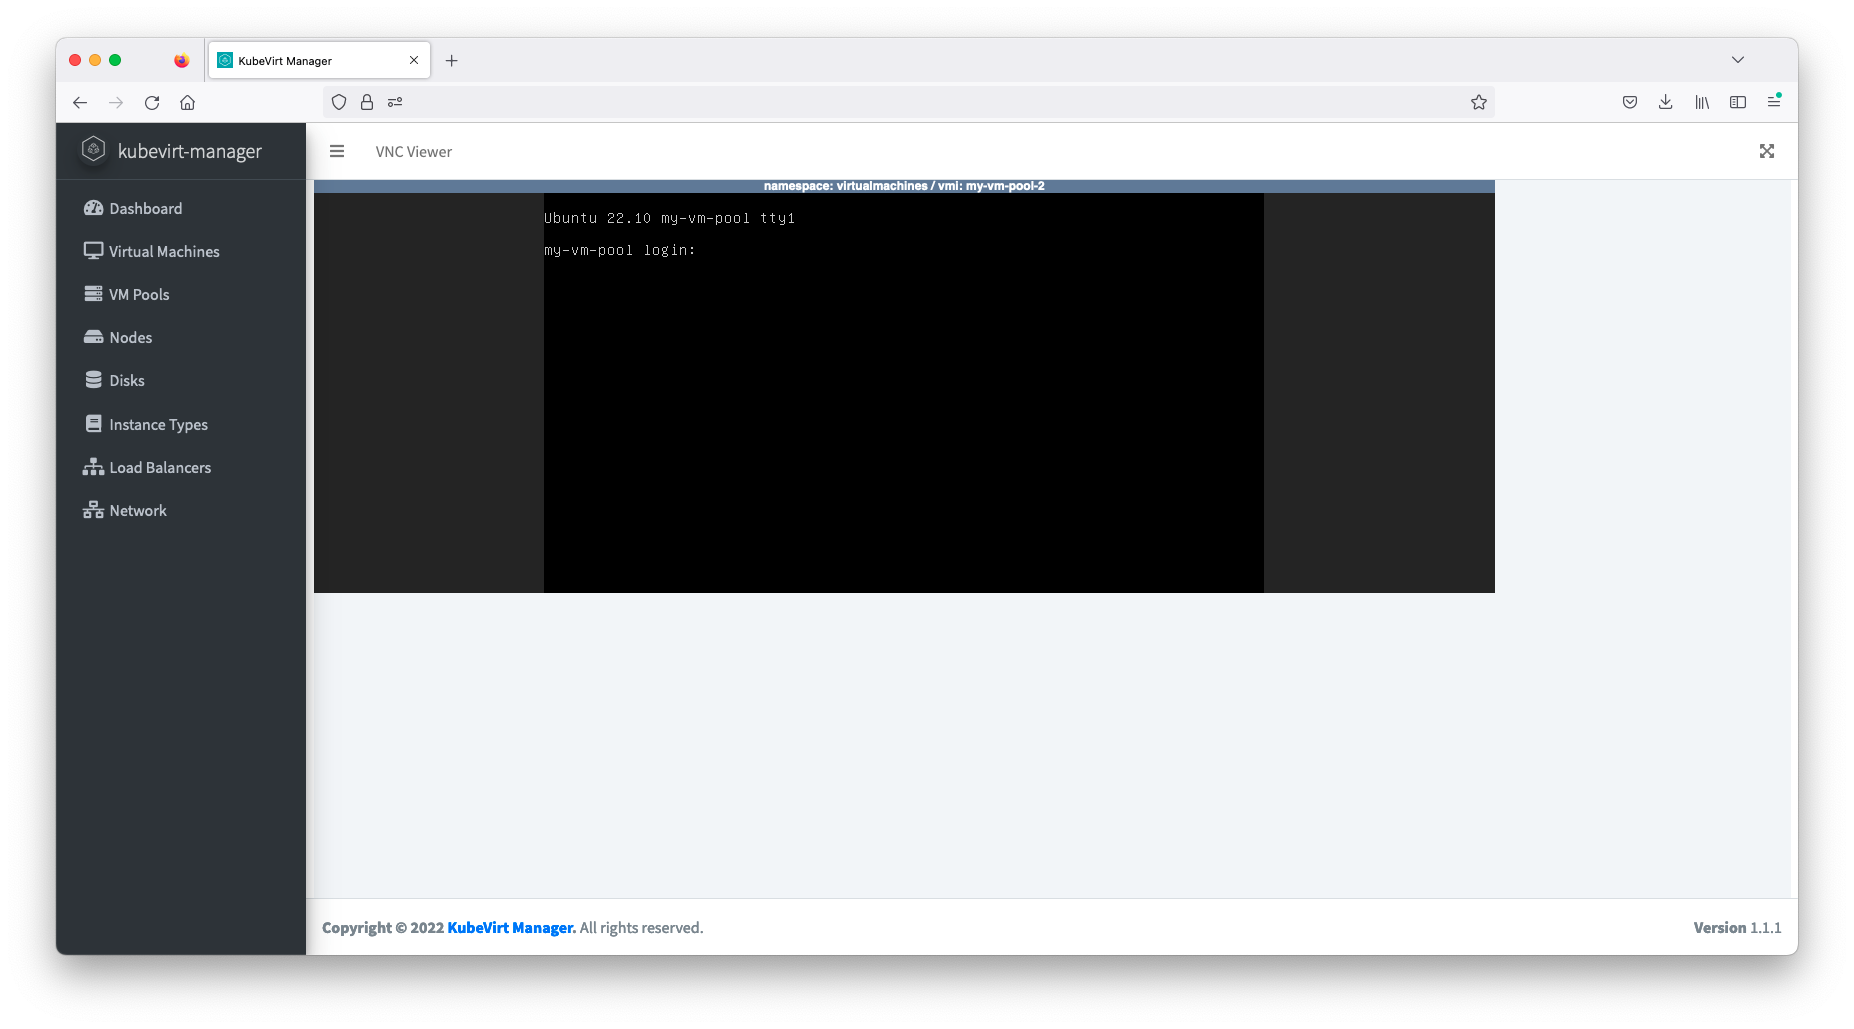 KubeVirt Manager
kubevirt-manager
VNC Viewer
Dashboard
Virtual Machines
VM Pools
Nodes
Disks
Instance Types
Load Balancers
Network
namespace: virtualmachines / vmi: my-vm-pool-2
Ubuntu 22.10 my-vm-pool tty1
my-vm-pool login:
Copyright © 2022 KubeVirt Manager. All rights reserved.
Version 1.1.1